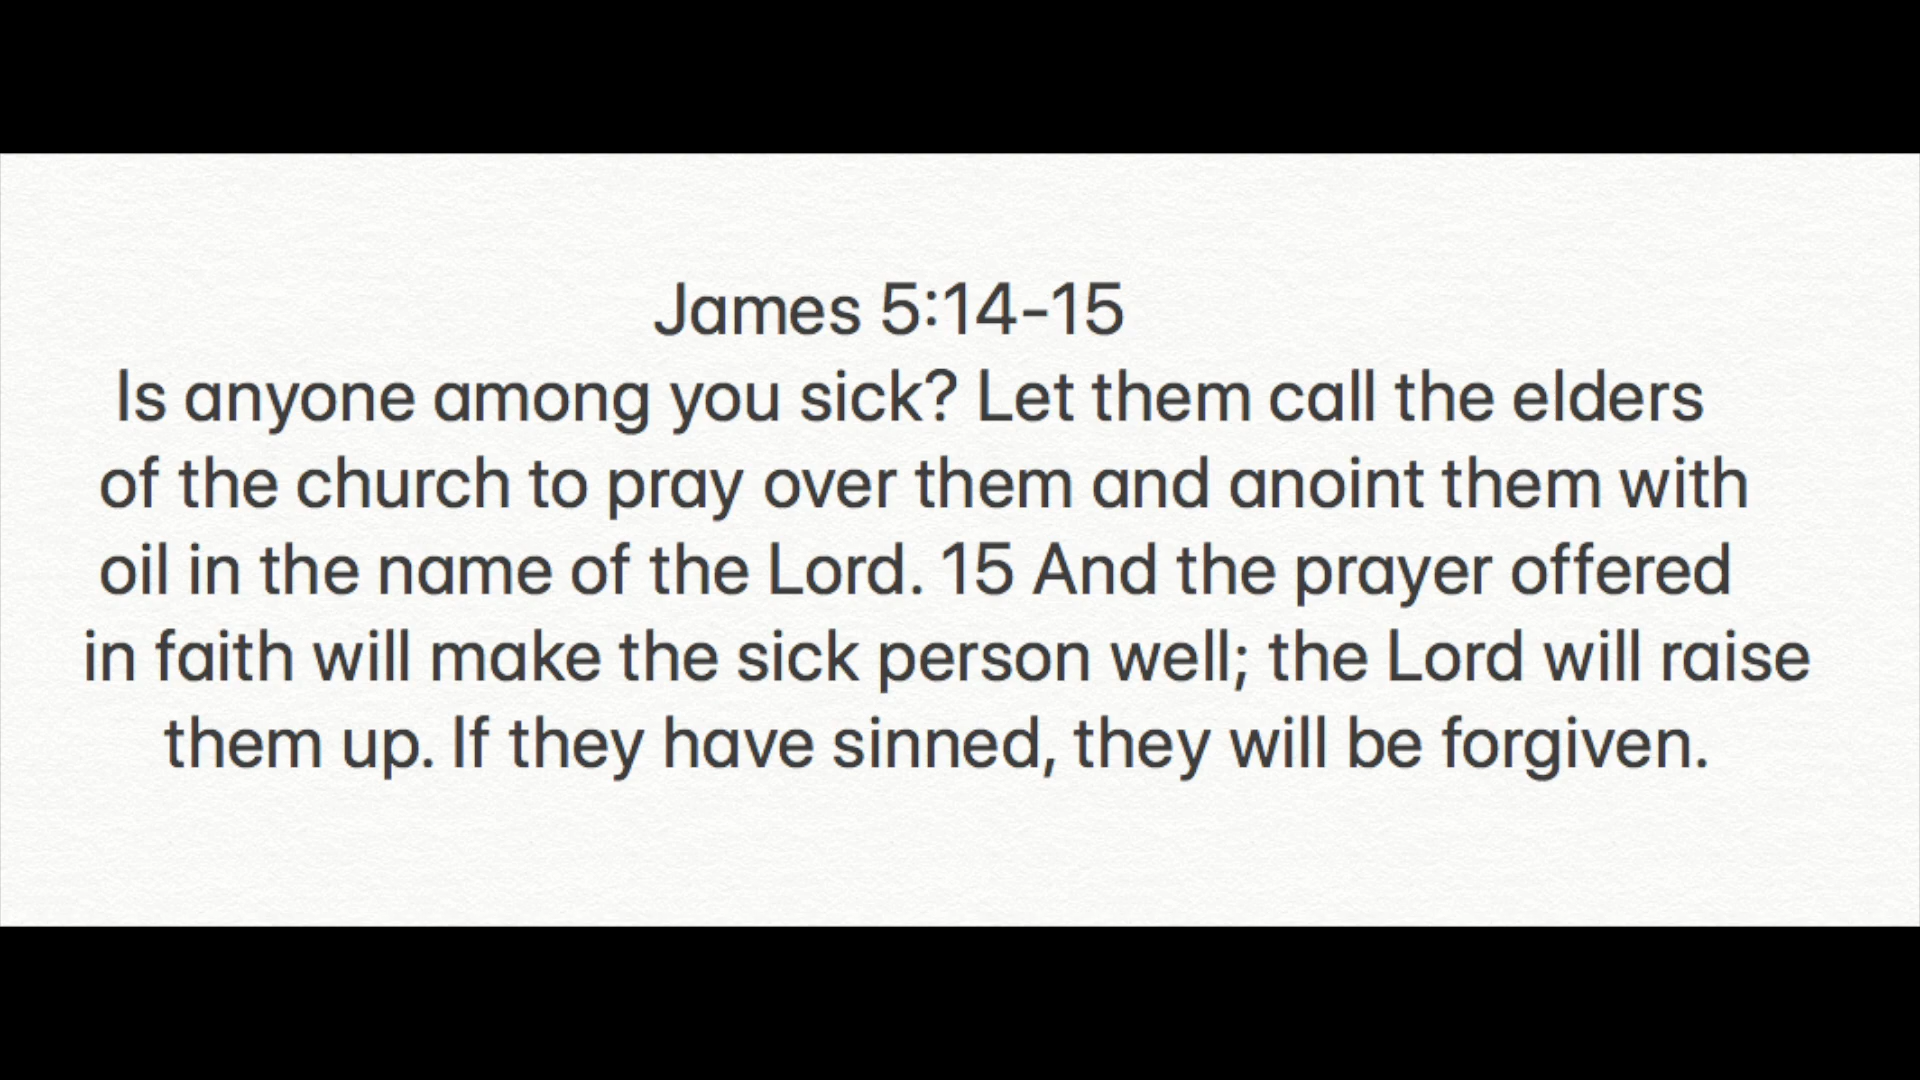 James 5:14-15
Is anyone among you sick? Let them call the elders
of the church to pray over them and anoint them with
oil in the name of the Lord. 15 And the prayer offered
in faith will make the sick person well; the Lord will raise
them up. If they have sinned, they will be forgiven.